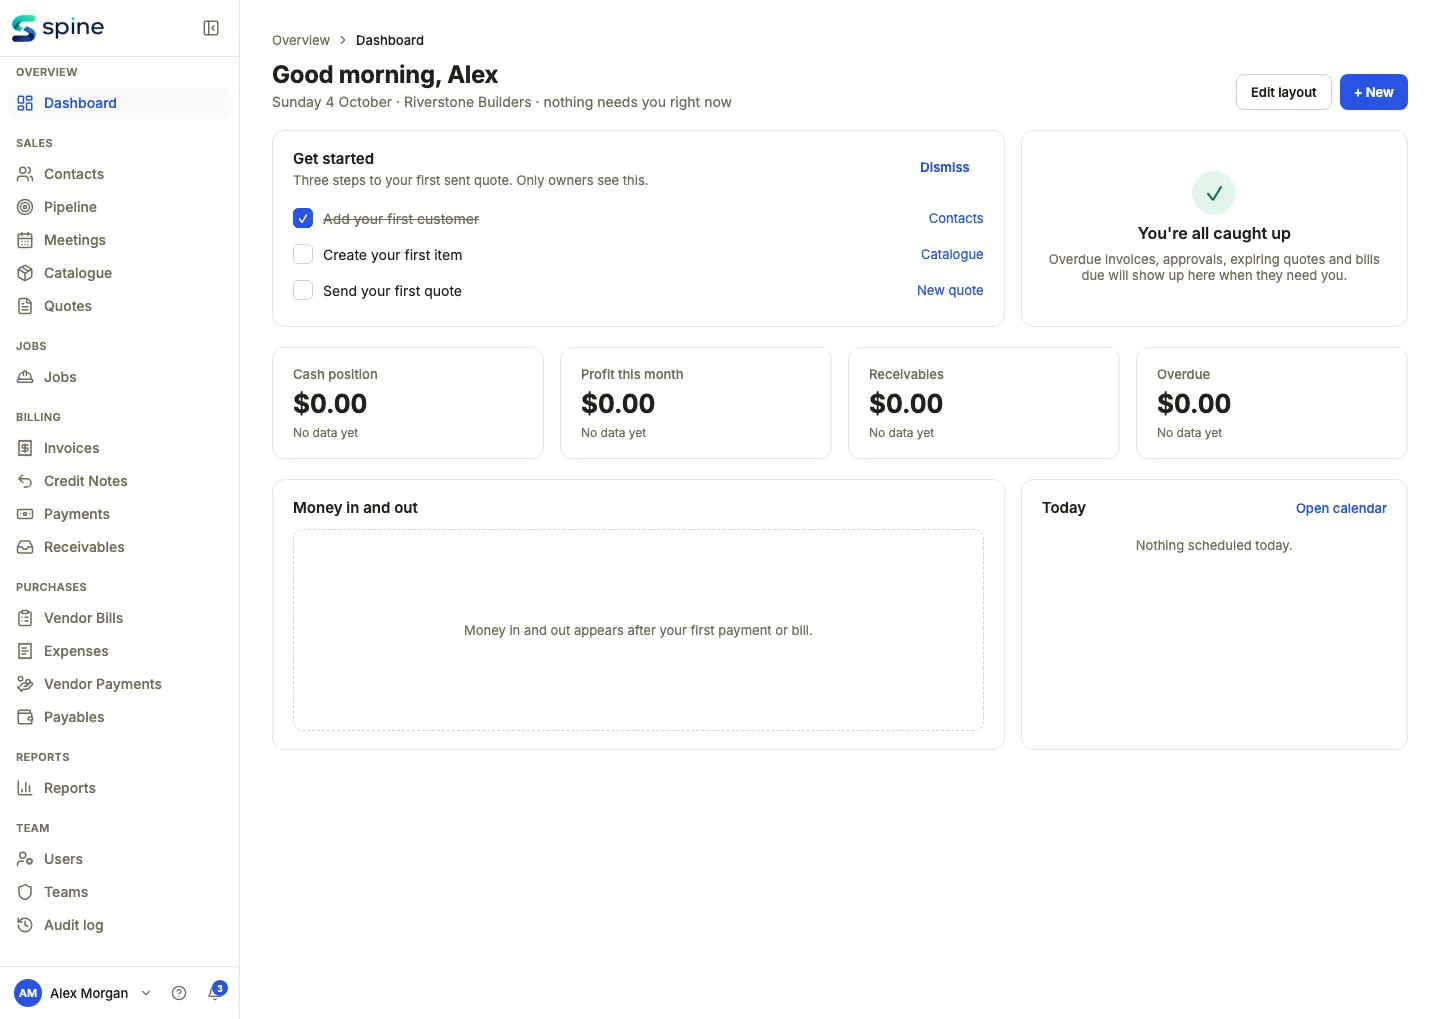 spine
OVERVIEW
Dashboard
SALES
Contacts
Pipeline
Meetings
Catalogue
Quotes
JOBS
Jobs
BILLING
Invoices
Credit Notes
Payments
Receivables
PURCHASES
Vendor Bills
Expenses
Vendor Payments
Payables
REPORTS
Reports
TEAM
Users
Teams
Audit log
AM Alex Morgan 3
Overview > Dashboard
Good morning, Alex
Sunday 4 October · Riverstone Builders · nothing needs you right now
Edit layout
+ New
Get started
Three steps to your first sent quote. Only owners see this.
Dismiss
Add your first customer
Contacts
Create your first item
Catalogue
Send your first quote
New quote
You're all caught up
Overdue invoices, approvals, expiring quotes and bills
due will show up here when they need you.
Cash position
$0.00
No data yet
Profit this month
$0.00
No data yet
Receivables
$0.00
No data yet
Overdue
$0.00
No data yet
Money in and out
Money in and out appears after your first payment or bill.
Today
Open calendar
Nothing scheduled today.